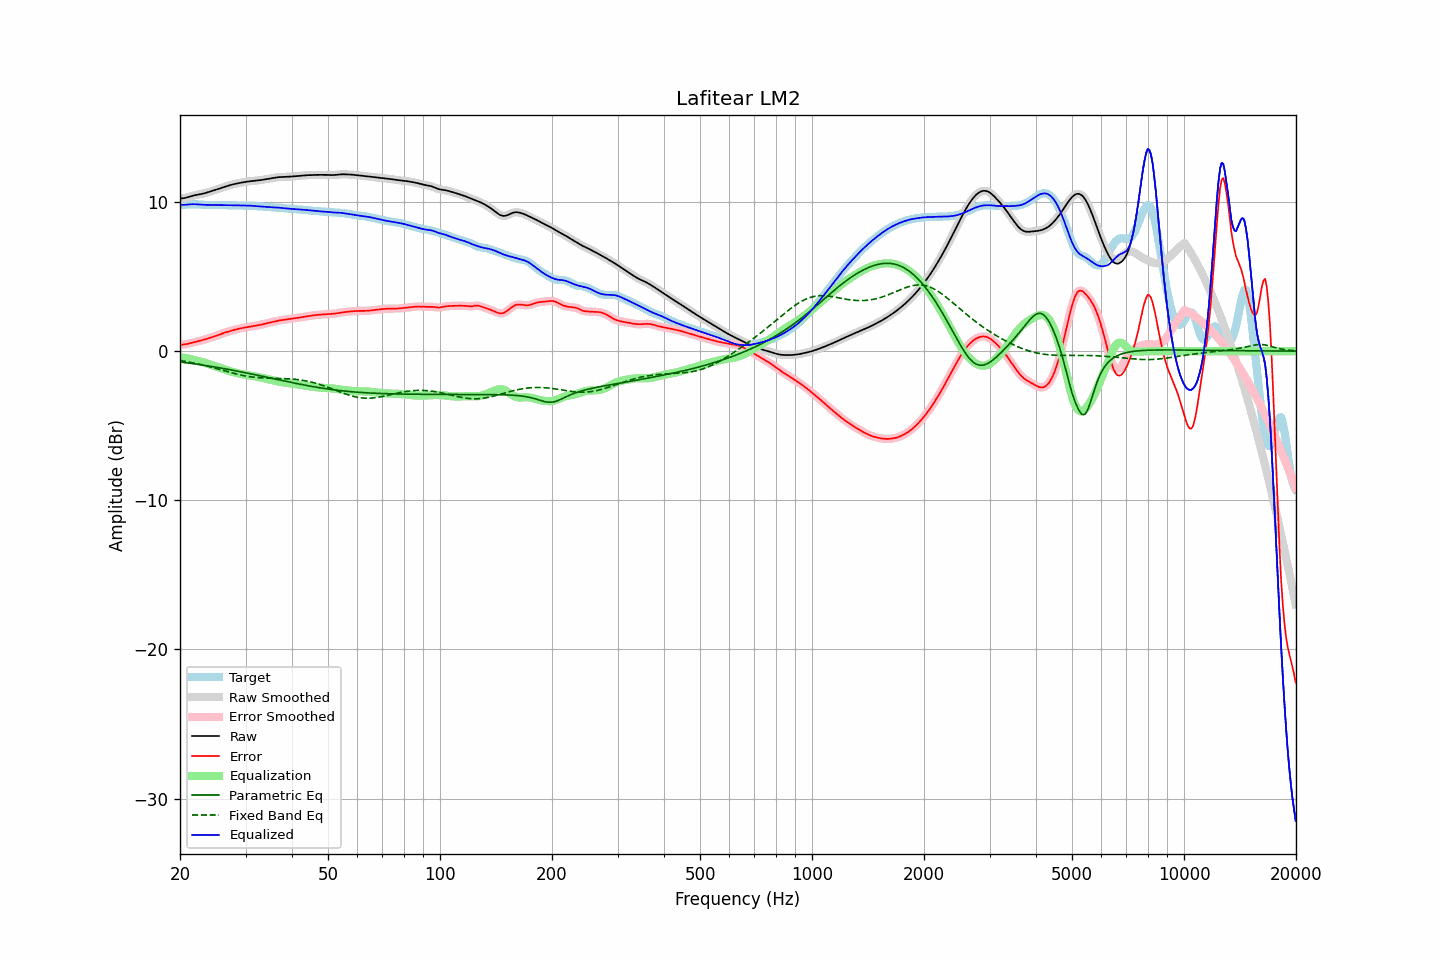 Lafitear LM2
Amplitude (dBr)
10
0
−10
−20
−30
Target
Raw Smoothed
Error Smoothed
Raw
Error
Equalization
Parametric Eq
Fixed Band Eq
Equalized
20 50 100 200 500 1000 2000 5000 10000 20000
Frequency (Hz)